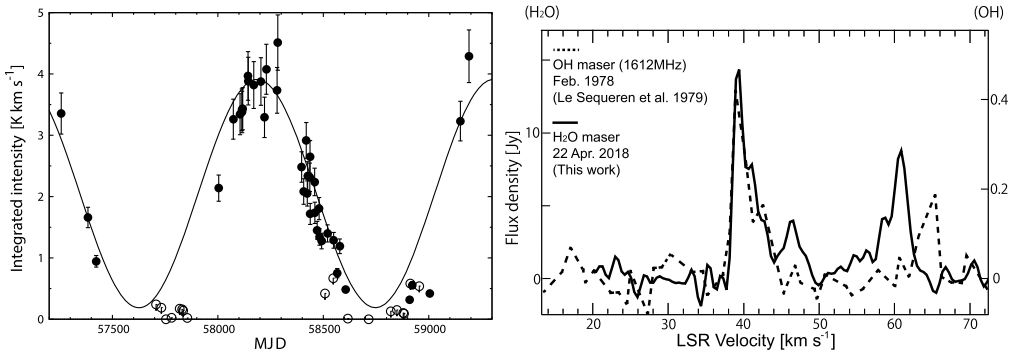 5
4
3
2
1
0
57500
58000
58500
59000
Integrated intensity [K km s-1]
MJD
(H2O)
(OH)
OH maser (1612MHz)
Feb. 1978
(Le Sequeren et al. 1979)
H2O maser
22 Apr. 2018
(This work)
10
0
Flux density [Jy]
0.4
0.2
0
20
30
40
50
60
70
LSR Velocity [km s-1]